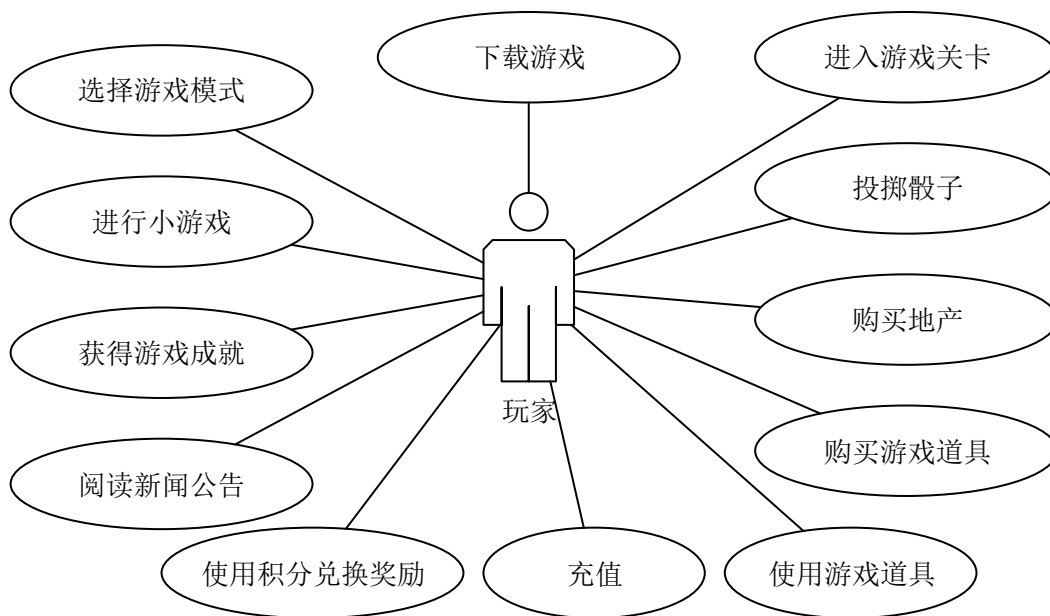 下载游戏
进入游戏关卡
选择游戏模式
投掷骰子
进行小游戏
购买地产
获得游戏成就
玩家
购买游戏道具
阅读新闻公告
使用积分兑换奖励
充值
使用游戏道具